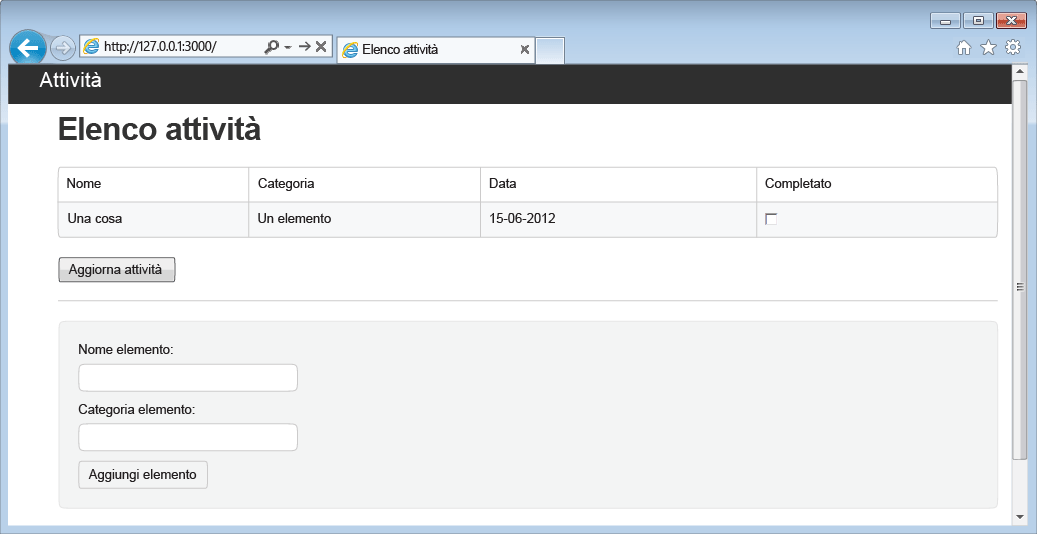 http://127.0.0.1:3000/
Elenco attività
Attività
Elenco attività
Nome Categoria Data Completato
Una cosa Un elemento 15-06-2012
Aggiorna attività
Nome elemento:
Categoria elemento:
Aggiungi elemento